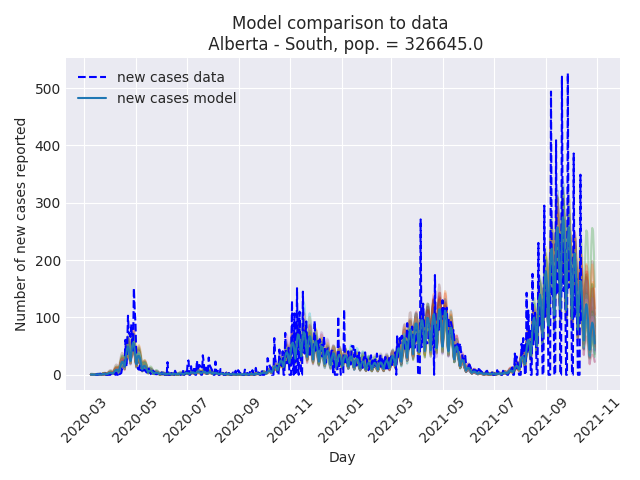 Model comparison to data
Alberta - South, pop. = 326645.0
new cases data
new cases model
Number of new cases reported
500
400
300
200
100
0
2020-03
2020-05
2020-07
2020-09
2020-11
2021-01
2021-03
2021-05
2021-07
2021-09
2021-11
Day